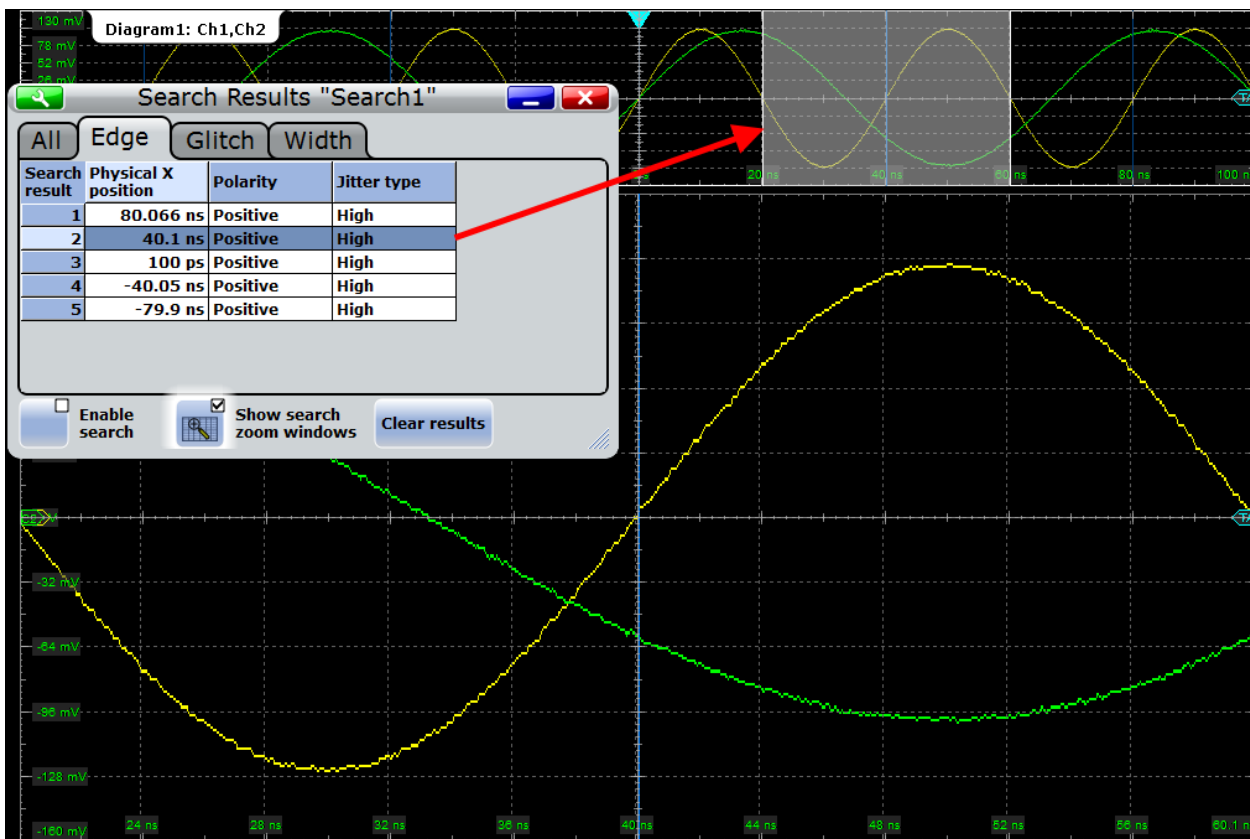 130 mV
Diagram1: Ch1,Ch2
78 mV
52 mV
26 mV
Search Results "Search1"
All Edge Glitch Width
Search result Physical X position Polarity Jitter type
1 80.066 ns Positive High
2 40.1 ns Positive High
3 100 ps Positive High
4 -40.05 ns Positive High
5 -79.9 ns Positive High
Enable search
Show search zoom windows
Clear results
20 ns 40 ns 60 ns 80 ns 100 n
-32 mV
-64 mV
-96 mV
-128 mV
-160 mV
24 ns 28 ns 32 ns 36 ns 40 ns 44 ns 48 ns 52 ns 56 ns 60.1 n